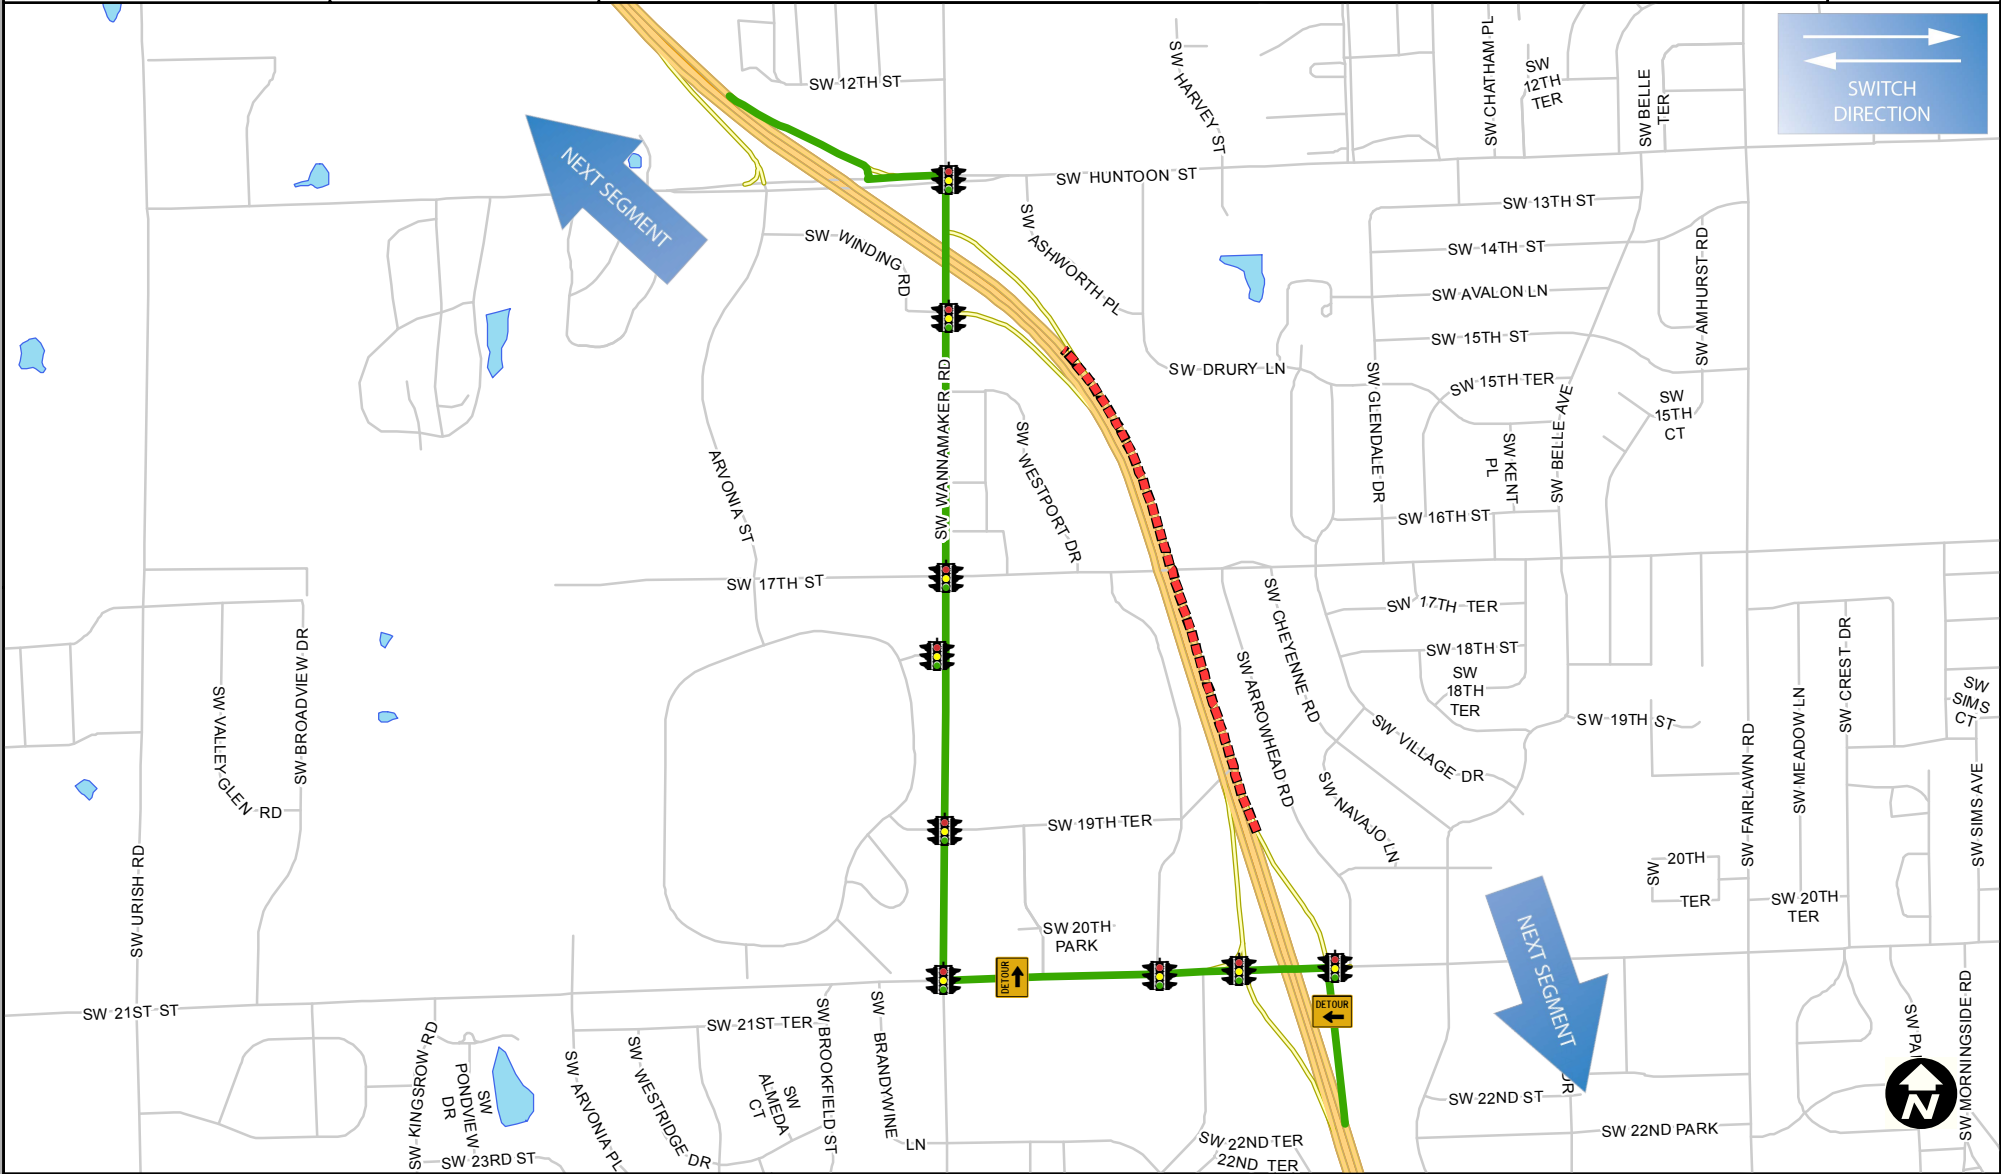 SW 12TH ST
SW HARVEY ST
SW CHATHAM PL
SW
12TH
TER
SW BELLE
TER
SWITCH
DIRECTION
NEXT SEGMENT
SW HUNTOON ST
SW WINDING RD
SW ASHWORTH PL
SW 13TH ST
SW 14TH ST
SW AVALON LN
SW 15TH ST
SW AMHURST RD
SW DRURY LN
SW 15TH TER
SW GLENDALE DR
SW BELLE AVE
SW
15TH
CT
SW KENT
PL
SW 16TH ST
SW WANNAMAKER RD
SW WESTPORT DR
ARVONIA ST
SW 17TH ST
SW CHEYENNE RD
SW 17TH TER
SW 18TH ST
SW
18TH
TER
SW ARROWHEAD RD
SW VILLAGE DR
SW NAVAJO LN
SW 19TH ST
SW FAIRLAWN RD
SW MEADOW LN
SW CREST DR
SW
SIMS
CT
SW SIMS AVE
SW VALLEY GLEN RD
SW BROADVIEW DR
SW URISH RD
SW 19TH TER
SW 20TH
PARK
SW
20TH
TER
SW 20TH
TER
NEXT SEGMENT
DETOUR
DETOUR
SW 21ST ST
SW 21ST TER
SW BROOKFIELD ST
SW BRANDYWINE LN
SW KINGSROW RD
SW
PONDVIEW
DR
SW ARVONIA PL
SW WESTRIDGE DR
SW
ALMEDA
CT
SW 23RD ST
SW 22ND TER
22ND TER
SW 22ND ST
DR
SW 22ND PARK
SW PA
SW MORNINGSIDE RD
N